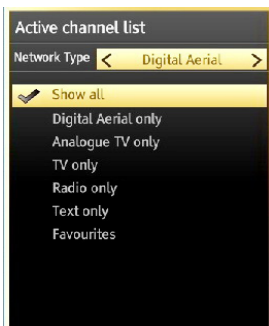 Active channel list
Network Type < Digital Aerial >
Show all
Digital Aerial only
Analogue TV only
TV only
Radio only
Text only
Favourites